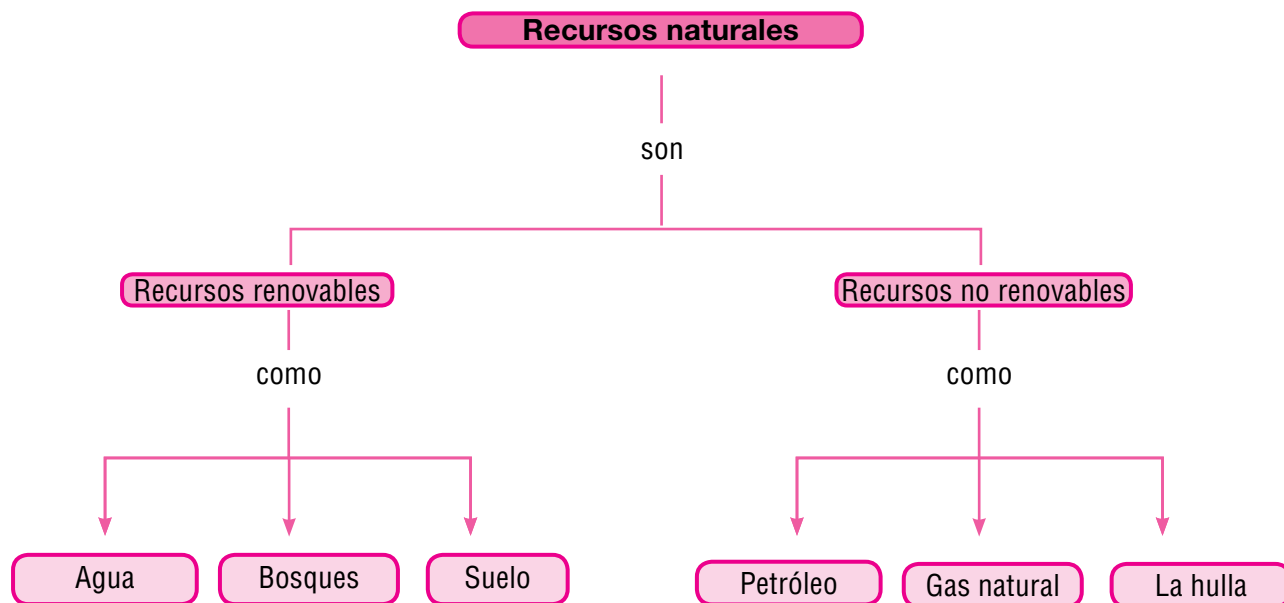 Recursos naturales
son
Recursos renovables
Recursos no renovables
como
como
Agua
Bosques
Suelo
Petróleo
Gas natural
La hulla